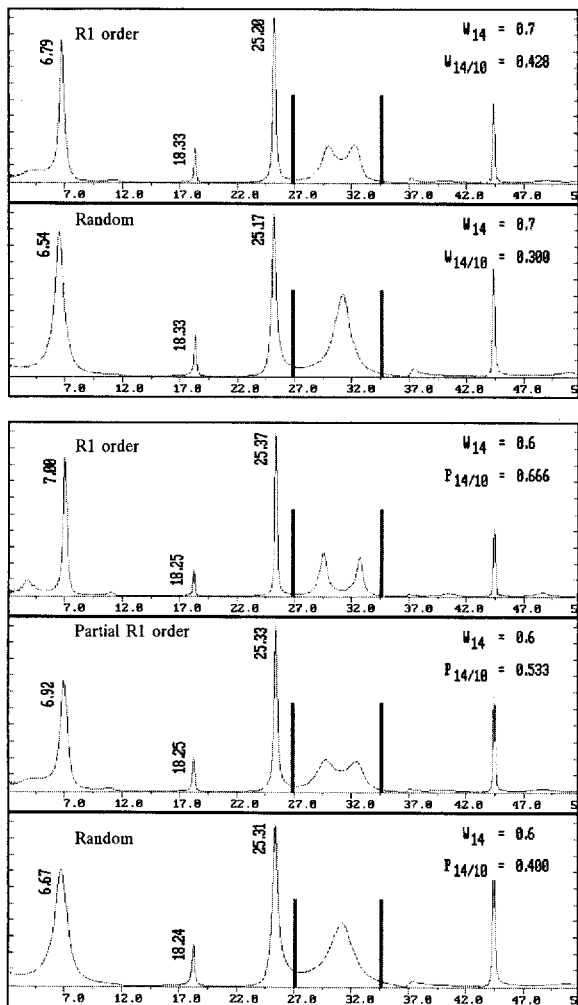 R1 order
6.79
18.33
25.20
W14 = 0.7
W14/10 = 0.428
7.0 12.0 17.0 22.0 27.0 32.0 37.0 42.0 47.0 5
Random
6.54
18.33
25.17
W14 = 0.7
W14/10 = 0.300
7.0 12.0 17.0 22.0 27.0 32.0 37.0 42.0 47.0 5
R1 order
7.00
18.25
25.37
W14 = 0.6
P14/10 = 0.666
7.0 12.0 17.0 22.0 27.0 32.0 37.0 42.0 47.0 5
Partial R1 order
6.92
18.25
25.33
W14 = 0.6
P14/10 = 0.533
7.0 12.0 17.0 22.0 27.0 32.0 37.0 42.0 47.0 5
Random
6.67
18.24
25.31
W14 = 0.6
P14/10 = 0.400
7.0 12.0 17.0 22.0 27.0 32.0 37.0 42.0 47.0 5